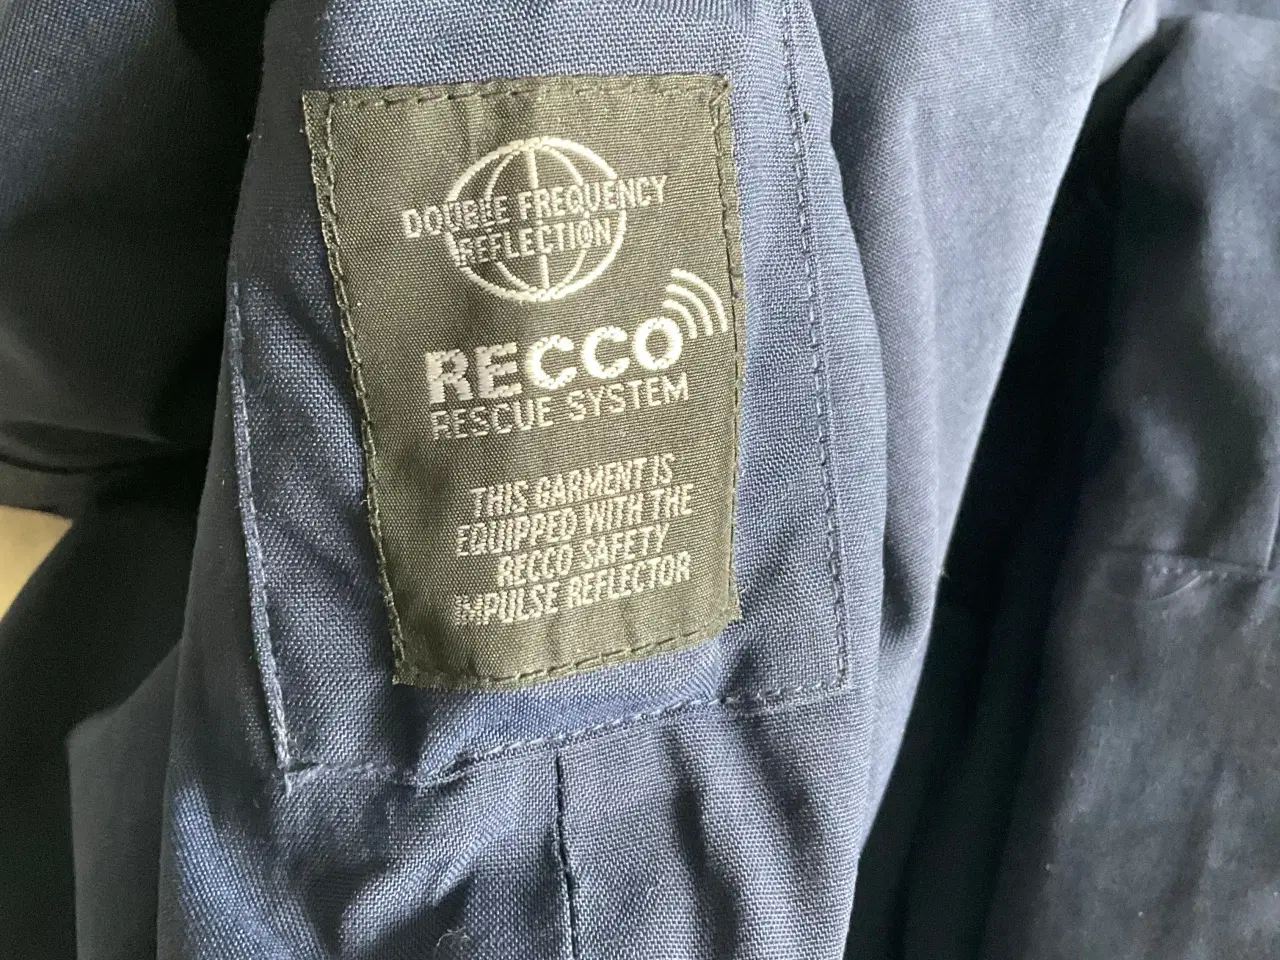 DOUBLE FREQUENCY
REFLECTION
RECCO
RESCUE SYSTEM
THIS GARMENT IS
EQUIPPED WITH THE
RECCO SAFETY
IMPULSE REFLECTOR